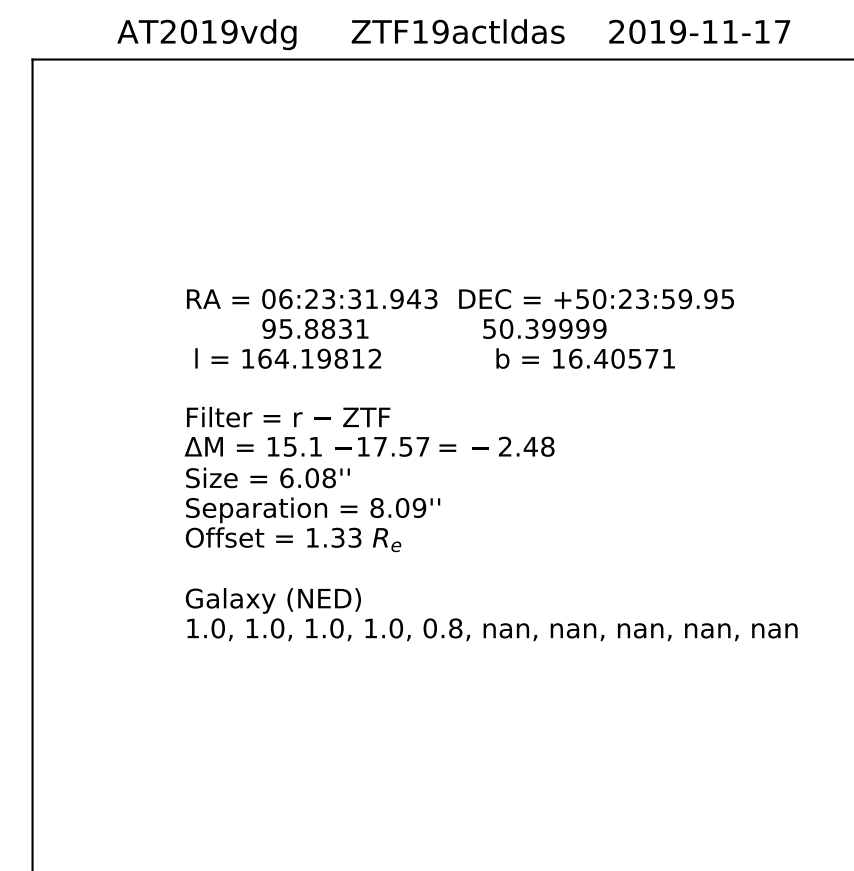 AT2019vdg ZTF19actldas 2019-11-17
RA = 06:23:31.943 DEC = +50:23:59.95
95.8831 50.39999
l = 164.19812 b = 16.40571
Filter = r − ZTF
ΔM = 15.1 −17.57 = −2.48
Size = 6.08''
Separation = 8.09''
Offset = 1.33 Rₑ
Galaxy (NED)
1.0, 1.0, 1.0, 1.0, 0.8, nan, nan, nan, nan, nan